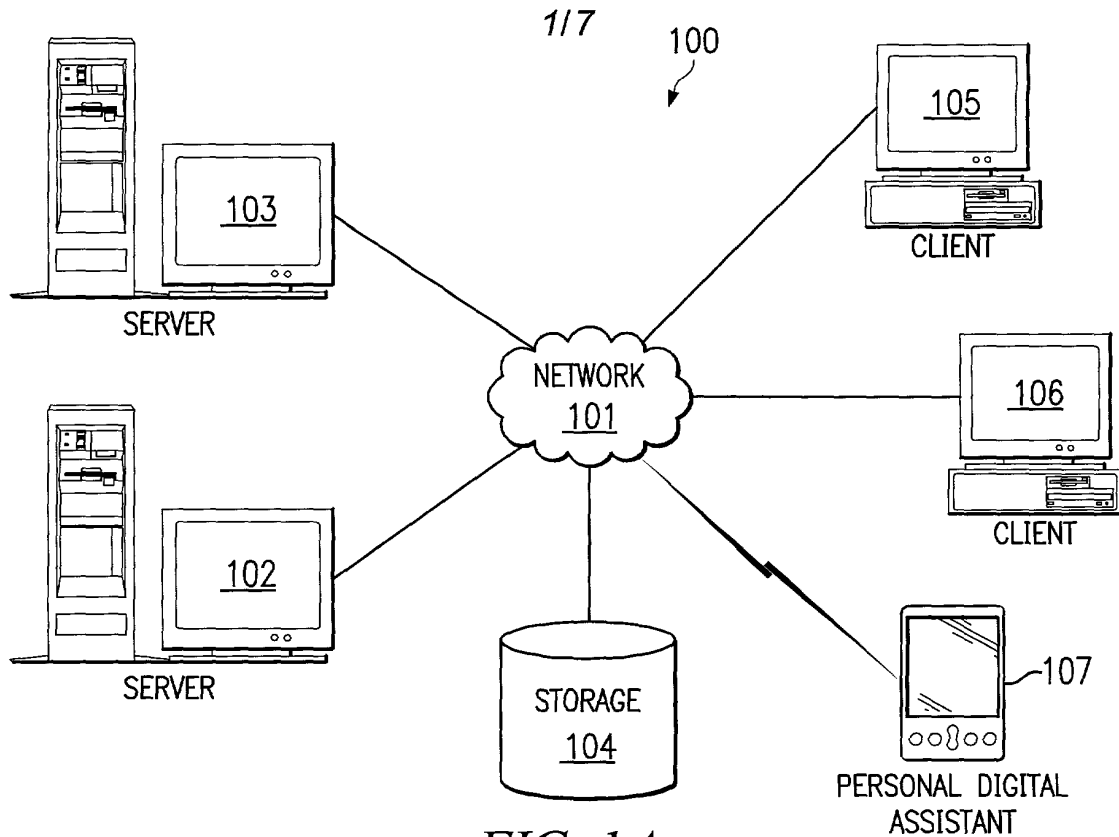 1/7
100
105
CLIENT
103
SERVER
NETWORK
101
106
CLIENT
102
SERVER
STORAGE
104
107
PERSONAL DIGITAL
ASSISTANT
FIG. 1A